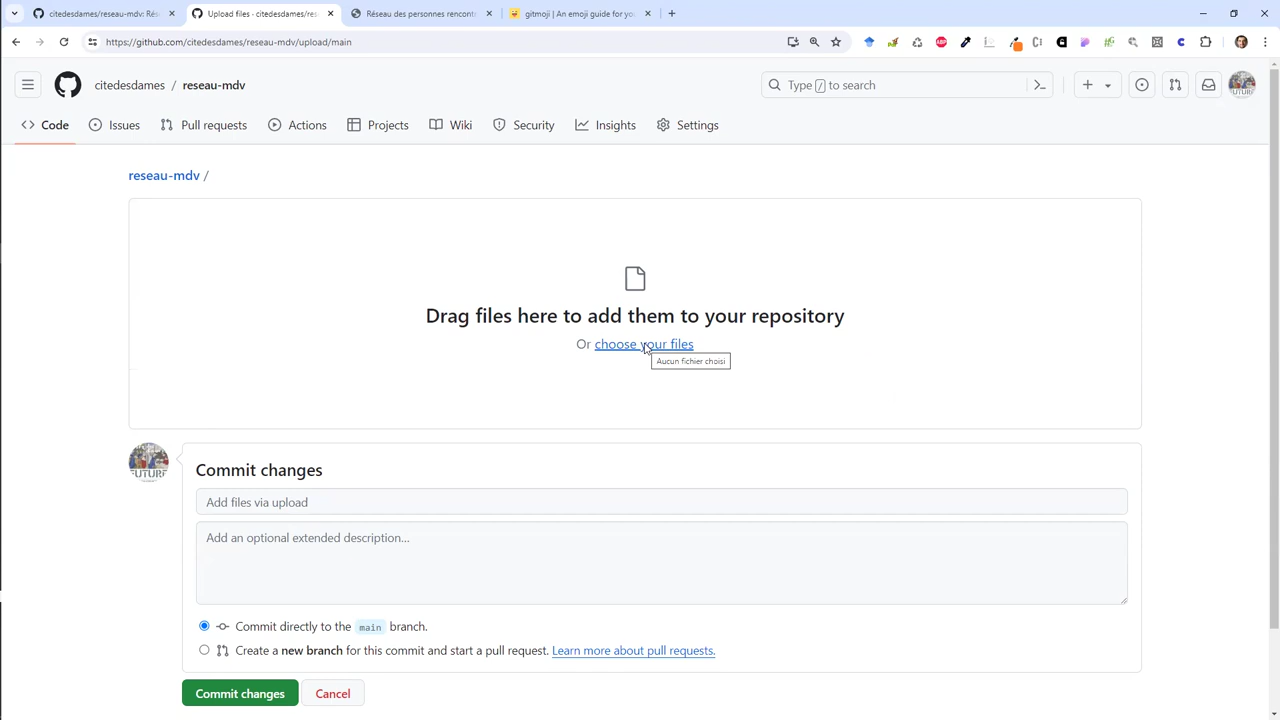 citedesdames/reseau-mdv: Rés
Upload files - citedesdames/res
Réseau des personnes rencont
gitmoji | An emoji guide for yo
https://github.com/citedesdames/reseau-mdv/upload/main
citedesdames / reseau-mdv
Type / to search
Code
Issues
Pull requests
Actions
Projects
Wiki
Security
Insights
Settings
reseau-mdv /
Drag files here to add them to your repository
Or choose your files
Aucun fichier choisi
Commit changes
Add files via upload
Add an optional extended description...
Commit directly to the main branch.
Create a new branch for this commit and start a pull request. Learn more about pull requests.
Commit changes
Cancel